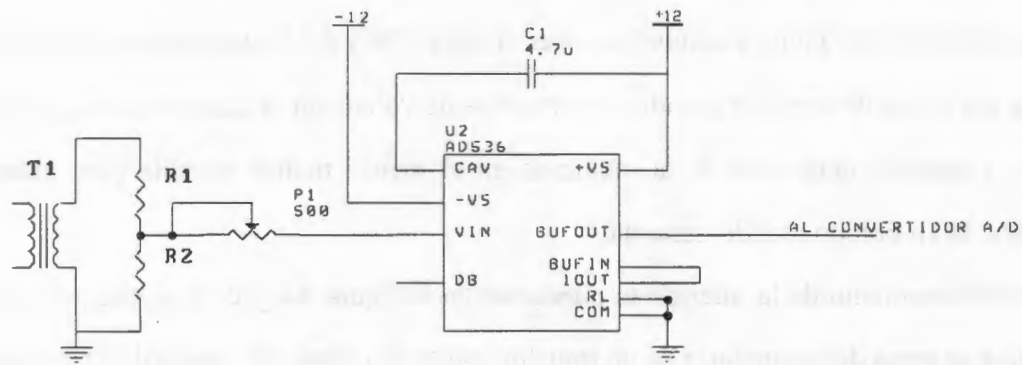 -12
+12
C1
4.7u
U2
AD536
CAV
+VS
T1
R1
P1
500
-VS
VIN
BUFOUT
AL CONVERTIDOR A/D
R2
BUFIN
DB
IOUT
RL
COM